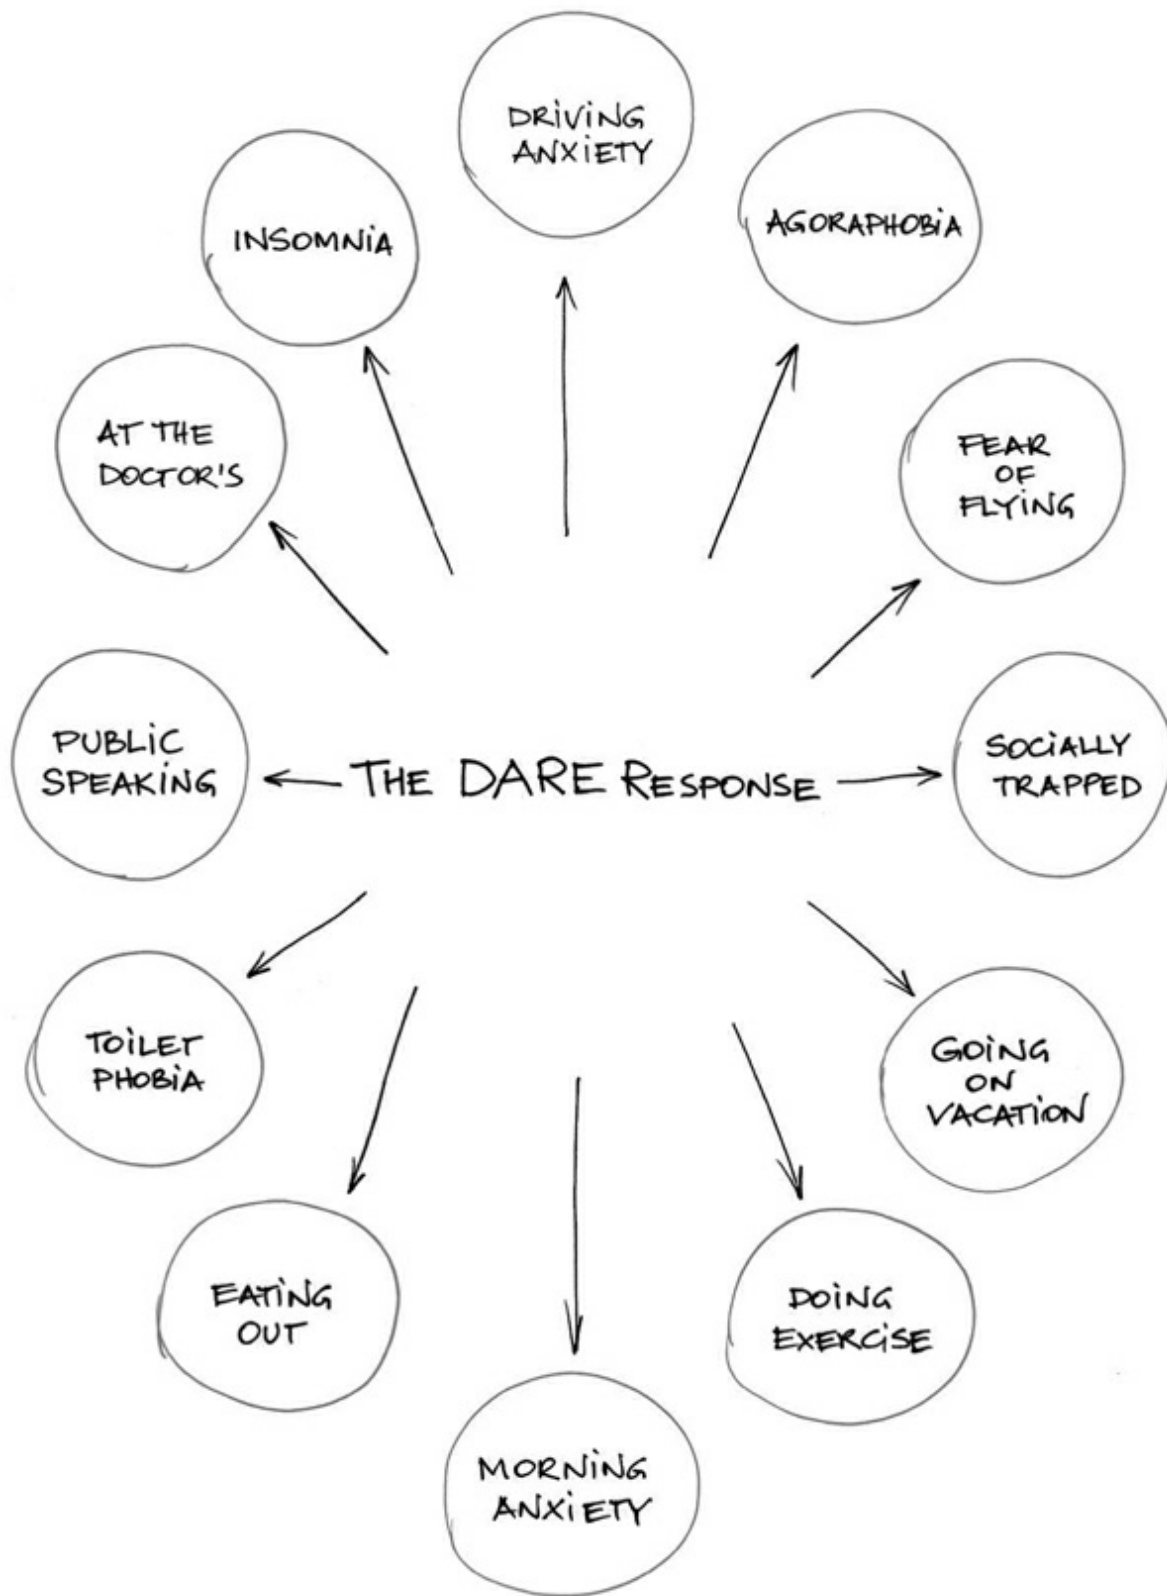 DRIVING
ANXIETY
INSOMNIA
AGORAPHOBIA
AT THE
DOCTOR'S
FEAR
OF
FLYING
PUBLIC
SPEAKING
THE DARE RESPONSE
SOCIALLY
TRAPPED
TOILET
PHOBIA
GOING
ON
VACATION
EATING
OUT
DOING
EXERCISE
MORNING
ANXIETY